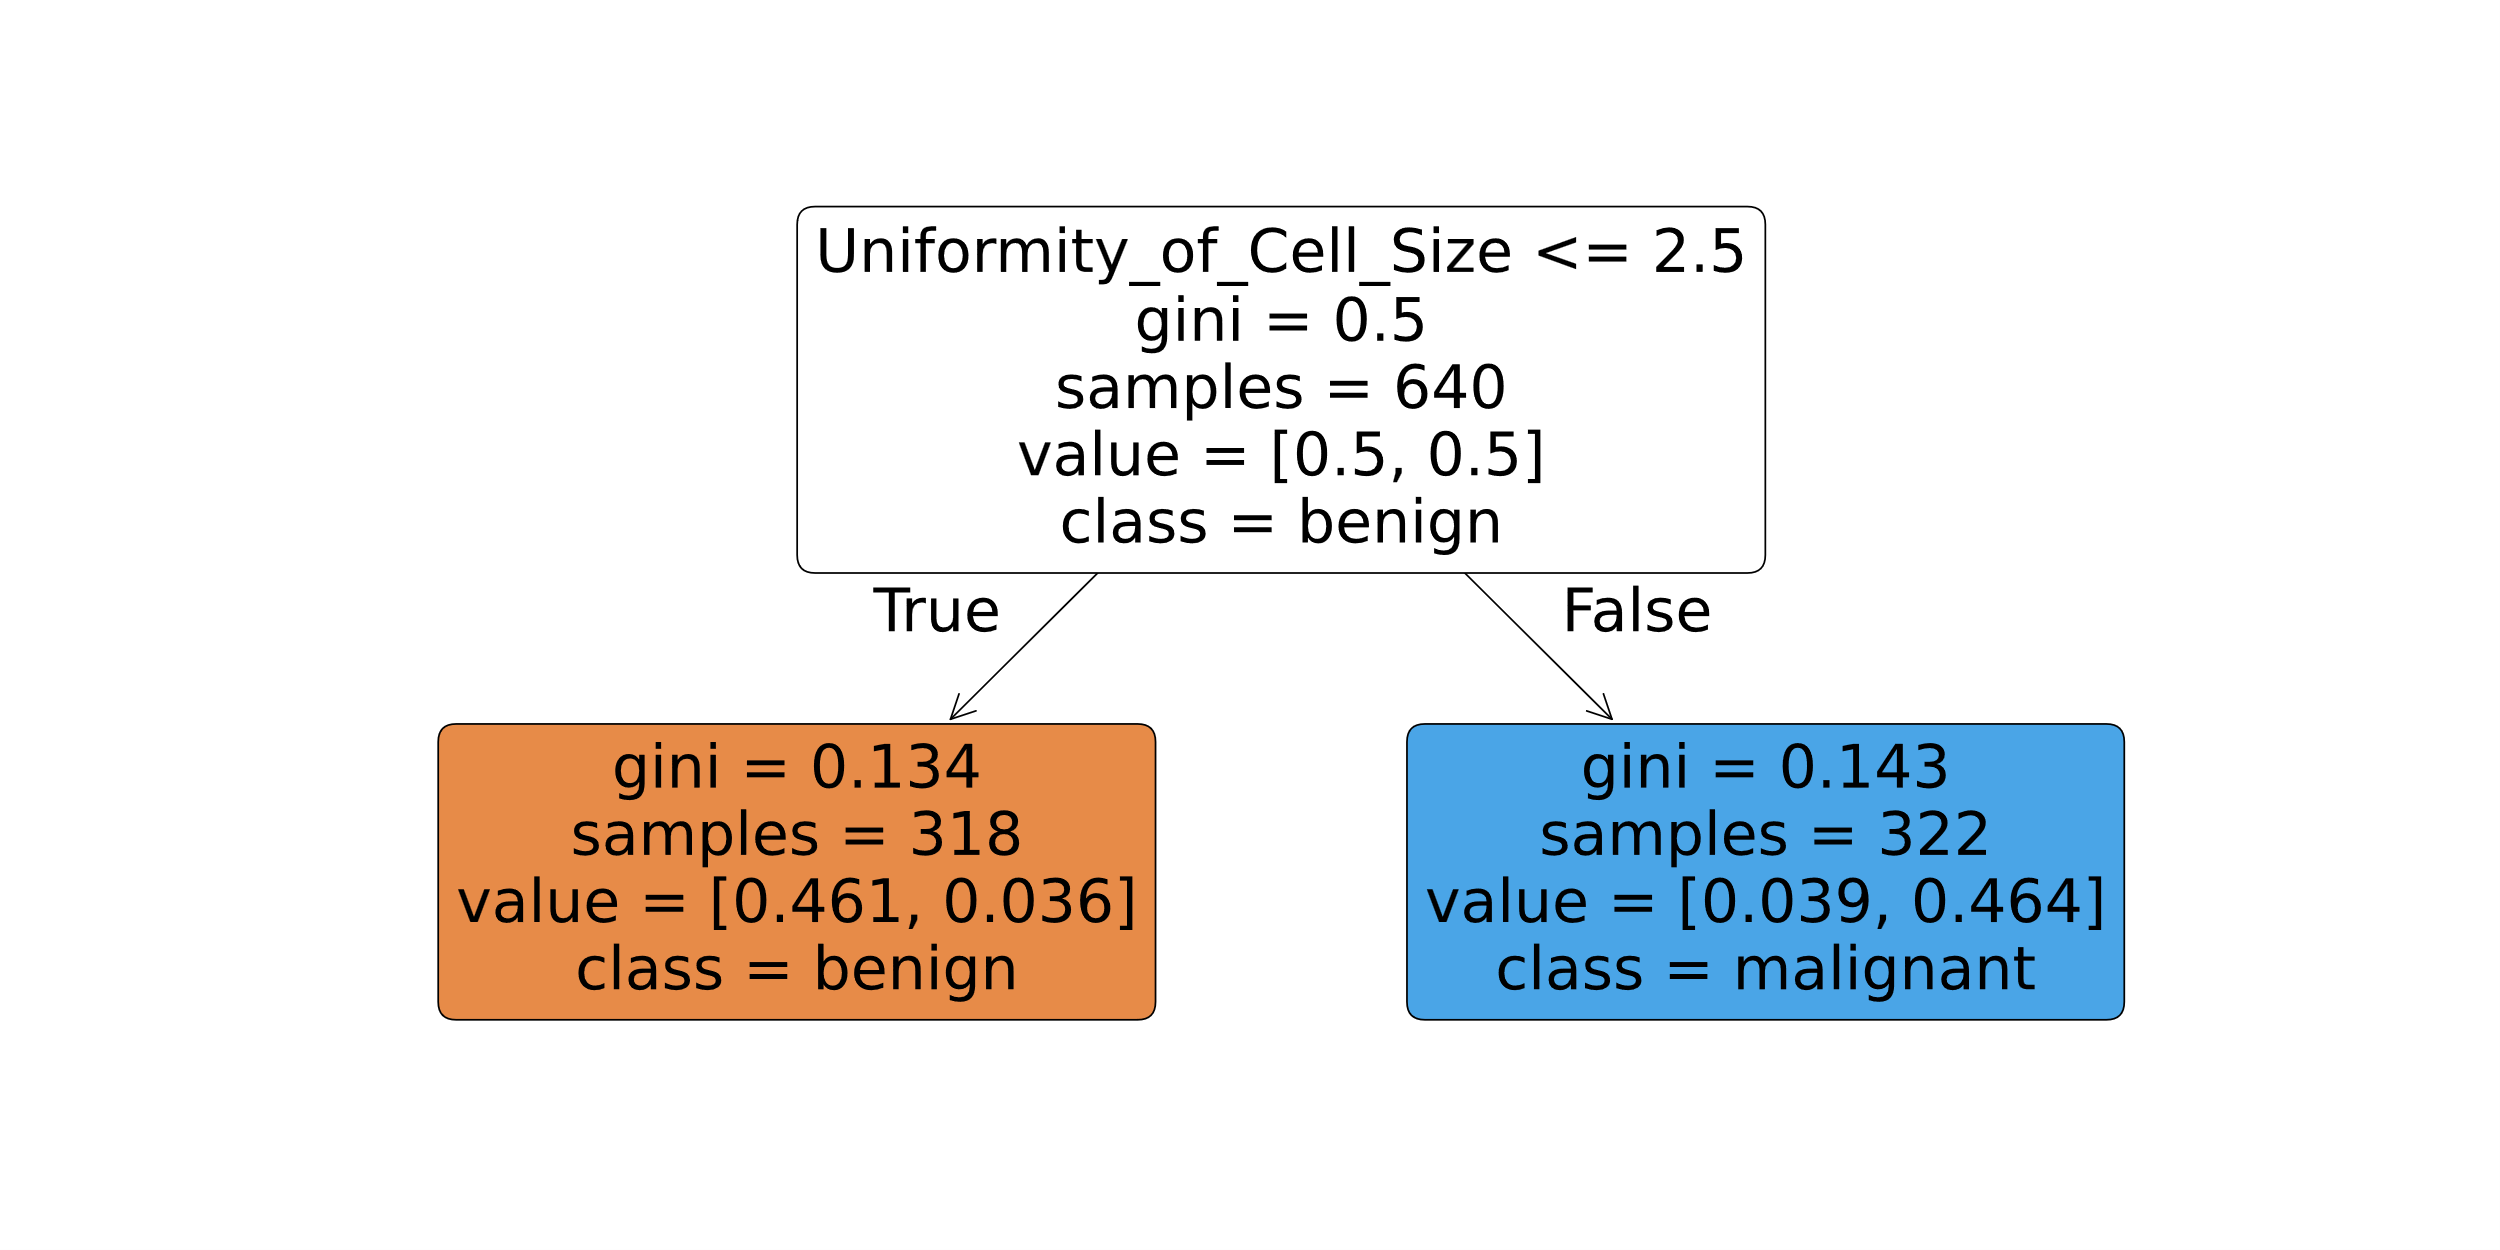 Uniformity_of_Cell_Size <= 2.5
gini = 0.5
samples = 640
value = [0.5, 0.5]
class = benign
True
False
gini = 0.134
samples = 318
value = [0.461, 0.036]
class = benign
gini = 0.143
samples = 322
value = [0.039, 0.464]
class = malignant